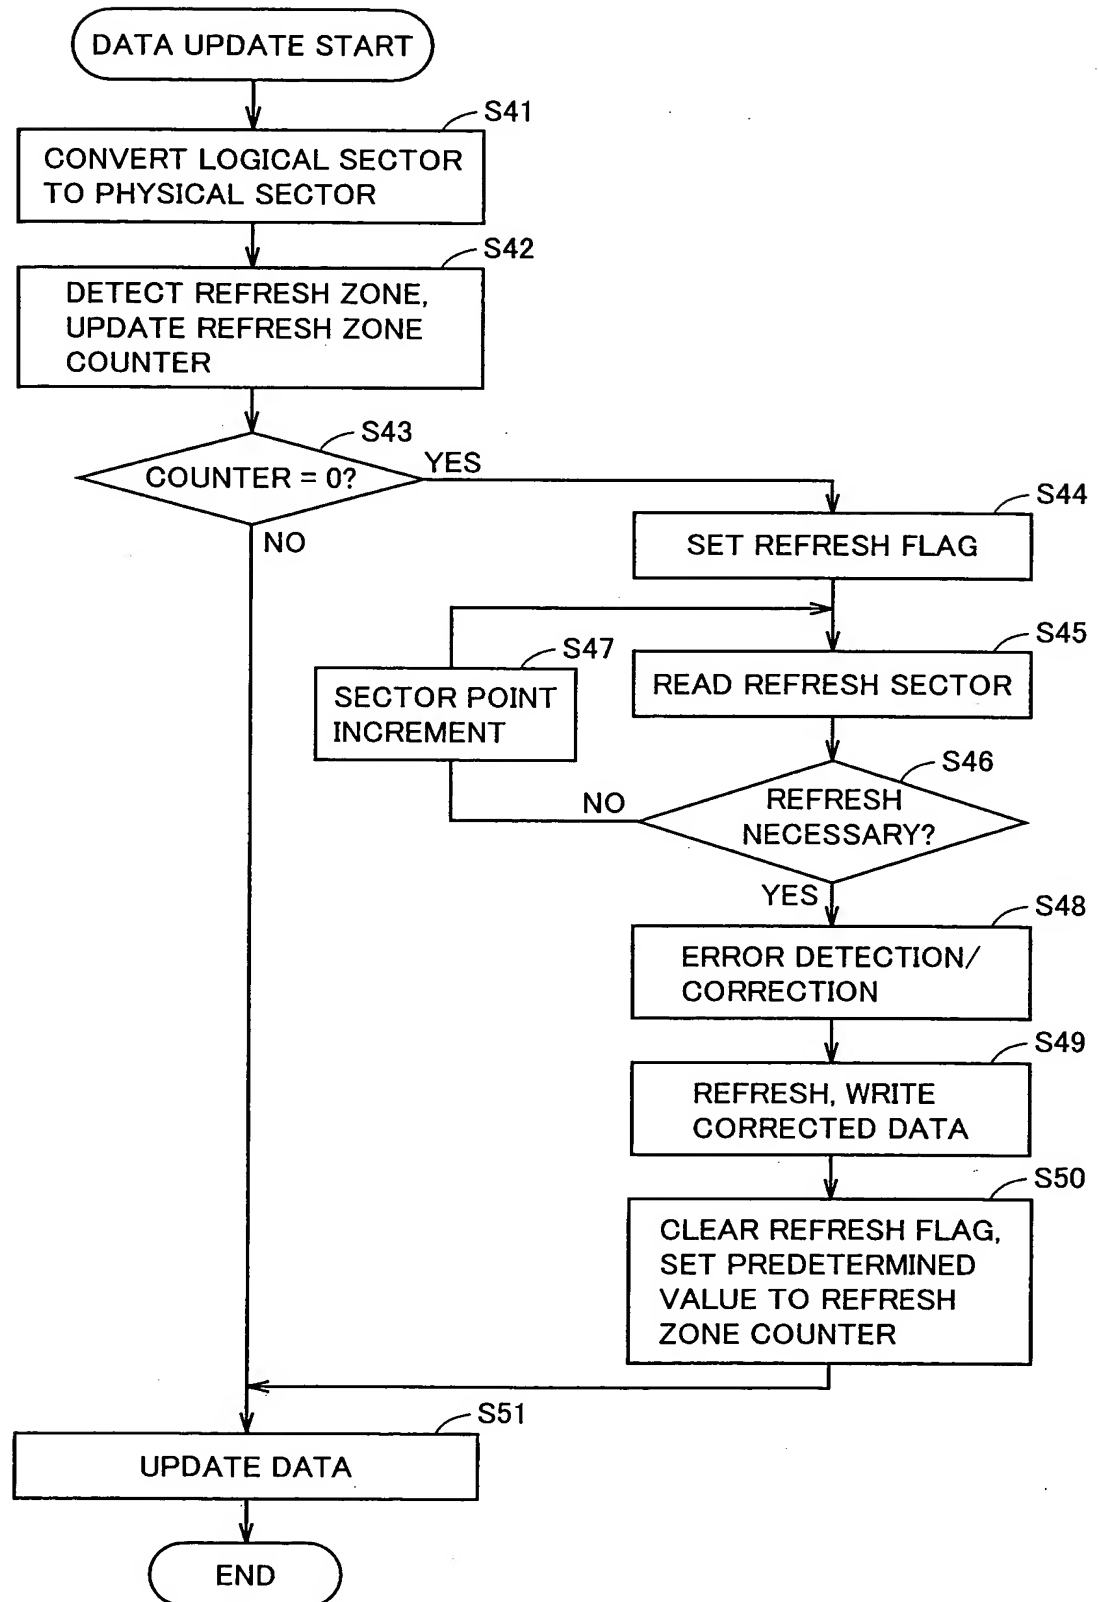 DATA UPDATE START
S41
CONVERT LOGICAL SECTOR
TO PHYSICAL SECTOR
S42
DETECT REFRESH ZONE,
UPDATE REFRESH ZONE
COUNTER
S43
COUNTER = 0?
YES
NO
S44
SET REFRESH FLAG
S45
READ REFRESH SECTOR
S47
SECTOR POINT
INCREMENT
S46
REFRESH
NECESSARY?
NO
YES
S48
ERROR DETECTION/
CORRECTION
S49
REFRESH, WRITE
CORRECTED DATA
S50
CLEAR REFRESH FLAG,
SET PREDETERMINED
VALUE TO REFRESH
ZONE COUNTER
S51
UPDATE DATA
END